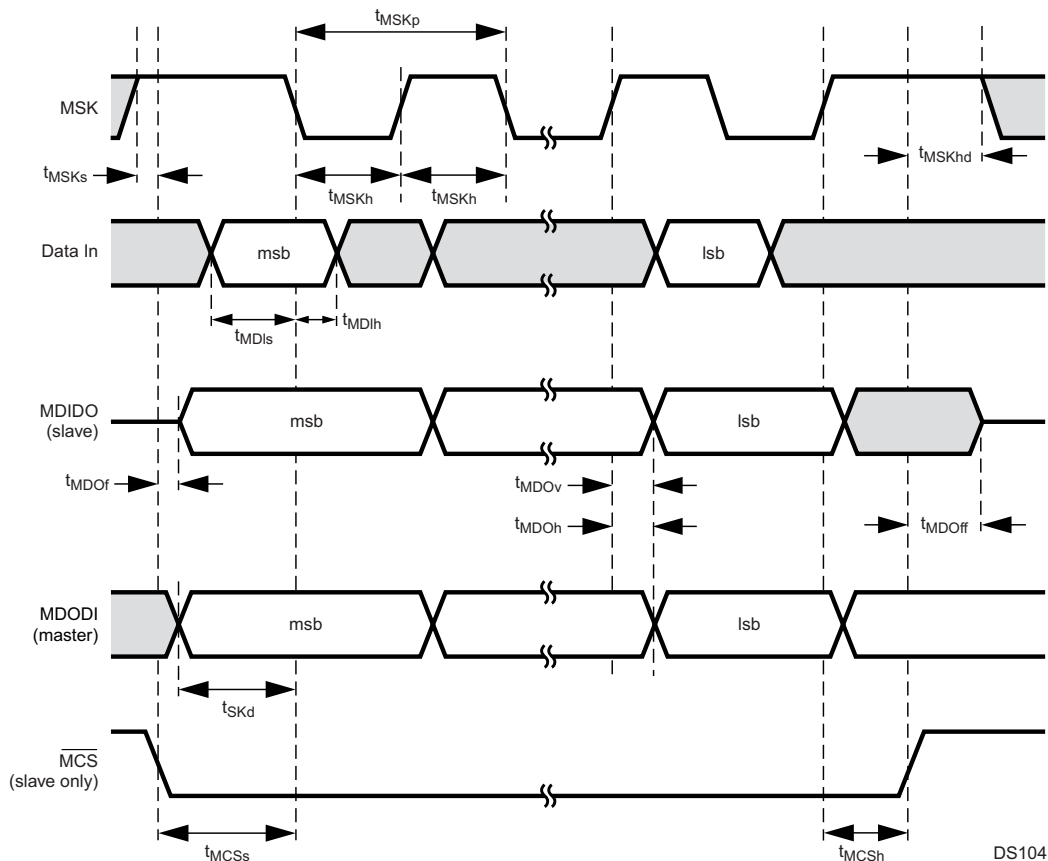 tMSKp
MSK
tMSKs
tMSKhd
tMSKh
tMSKh
Data In
msb
lsb
tMDIs
tMDIh
MDIDO
(slave)
msb
lsb
tMDOf
tMDOv
tMDOh
tMDOff
MDODI
(master)
msb
lsb
tSKd
MCS
(slave only)
tMCSs
tMCSh
DS104